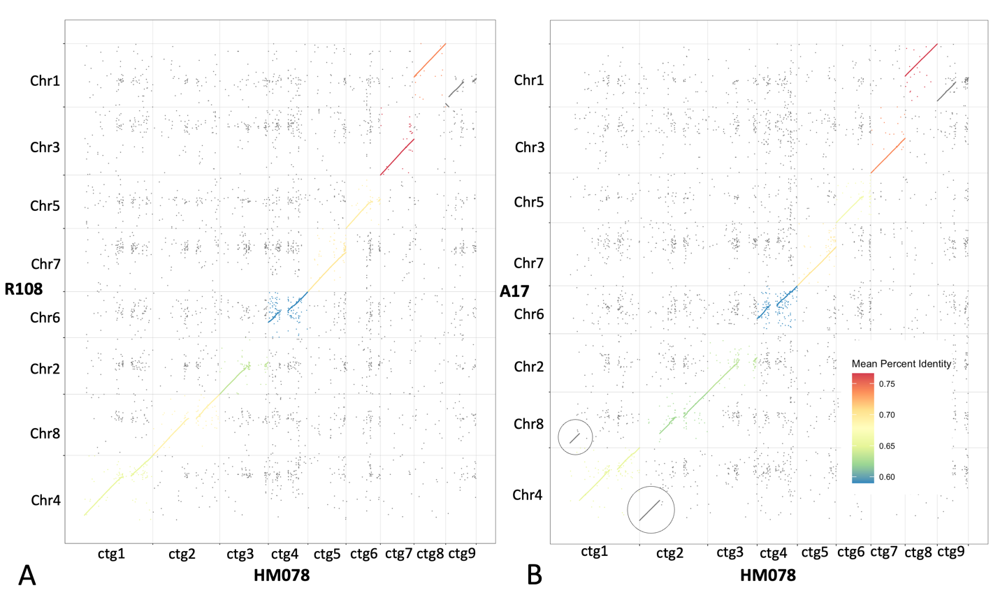 Chr1
Chr3
Chr5
Chr7
R108
Chr6
Chr2
Chr8
Chr4
ctg1 ctg2 ctg3 ctg4 ctg5 ctg6 ctg7 ctg8 ctg9
A HM078
Chr1
Chr3
Chr5
Chr7
A17
Chr6
Chr2
Chr8
Chr4
Mean Percent Identity
0.75
0.70
0.65
0.60
ctg1 ctg2 ctg3 ctg4 ctg5 ctg6 ctg7 ctg8 ctg9
B HM078